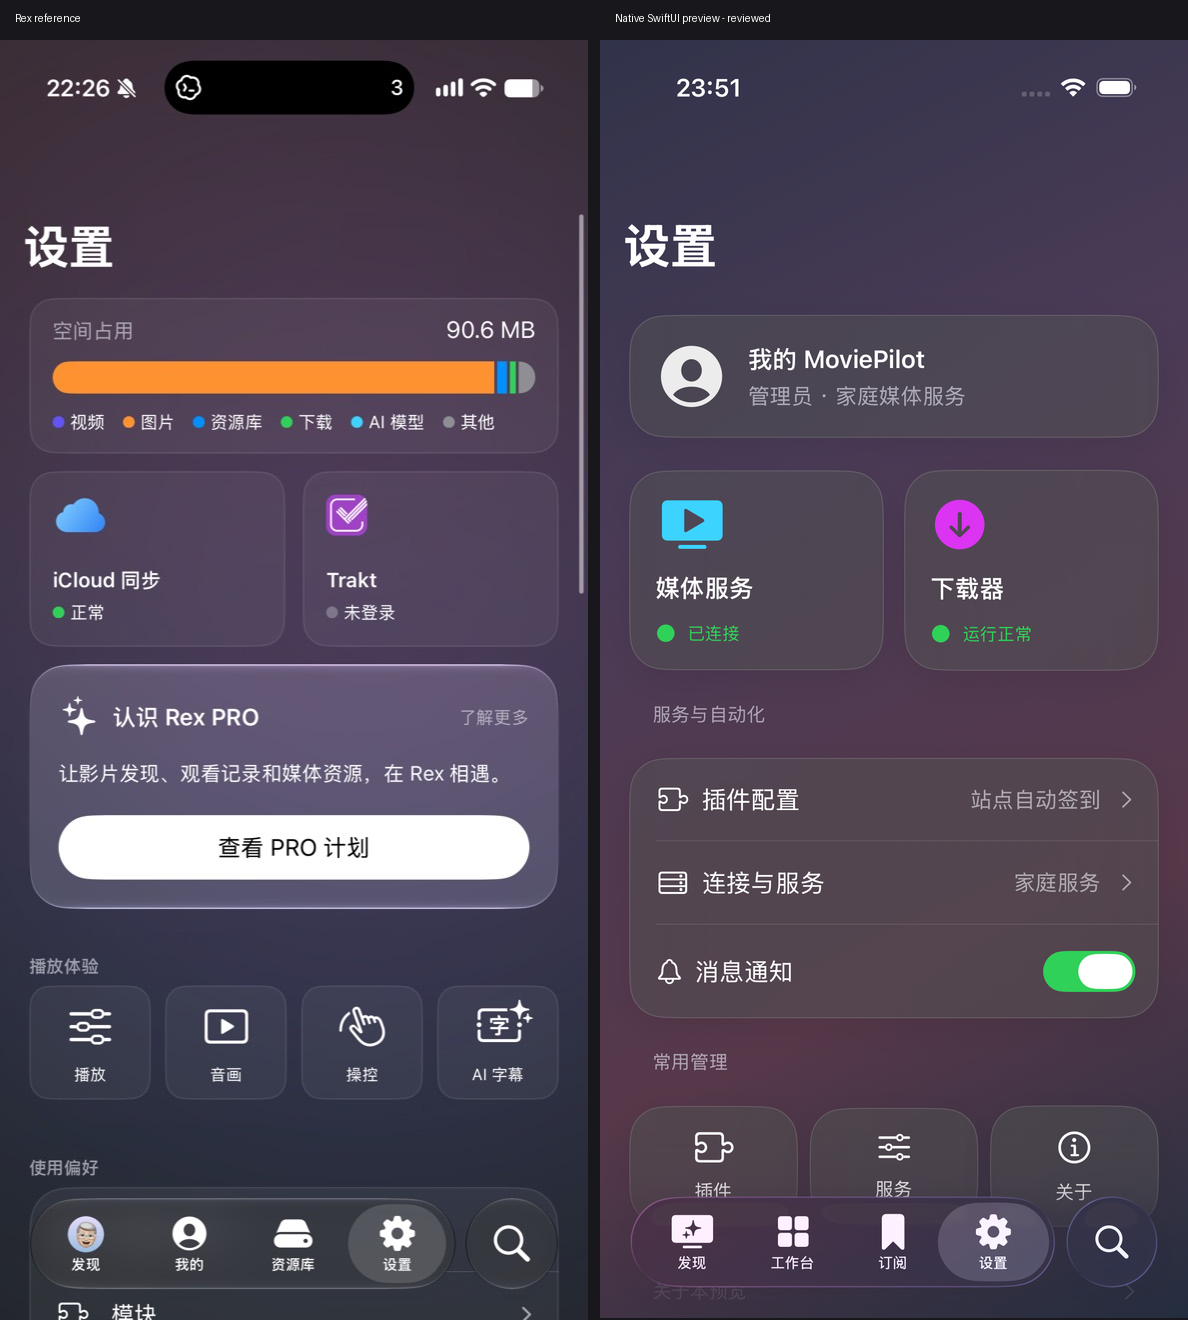 Rex reference
22:26
3
设置
空间占用
90.6 MB
视频
图片
资源库
下载
AI 模型
其他
iCloud 同步
正常
Trakt
未登录
认识 Rex PRO
了解更多
让影片发现、观看记录和媒体资源，在 Rex 相遇。
查看 PRO 计划
播放体验
播放
音画
操控
字
AI 字幕
使用偏好
发现
我的
资源库
设置
模块
Native SwiftUI preview - reviewed
23:51
设置
我的 MoviePilot
管理员 · 家庭媒体服务
媒体服务
已连接
下载器
运行正常
服务与自动化
插件配置
站点自动签到
连接与服务
家庭服务
消息通知
常用管理
插件
服务
关于
发现
工作台
订阅
设置
关于本预览